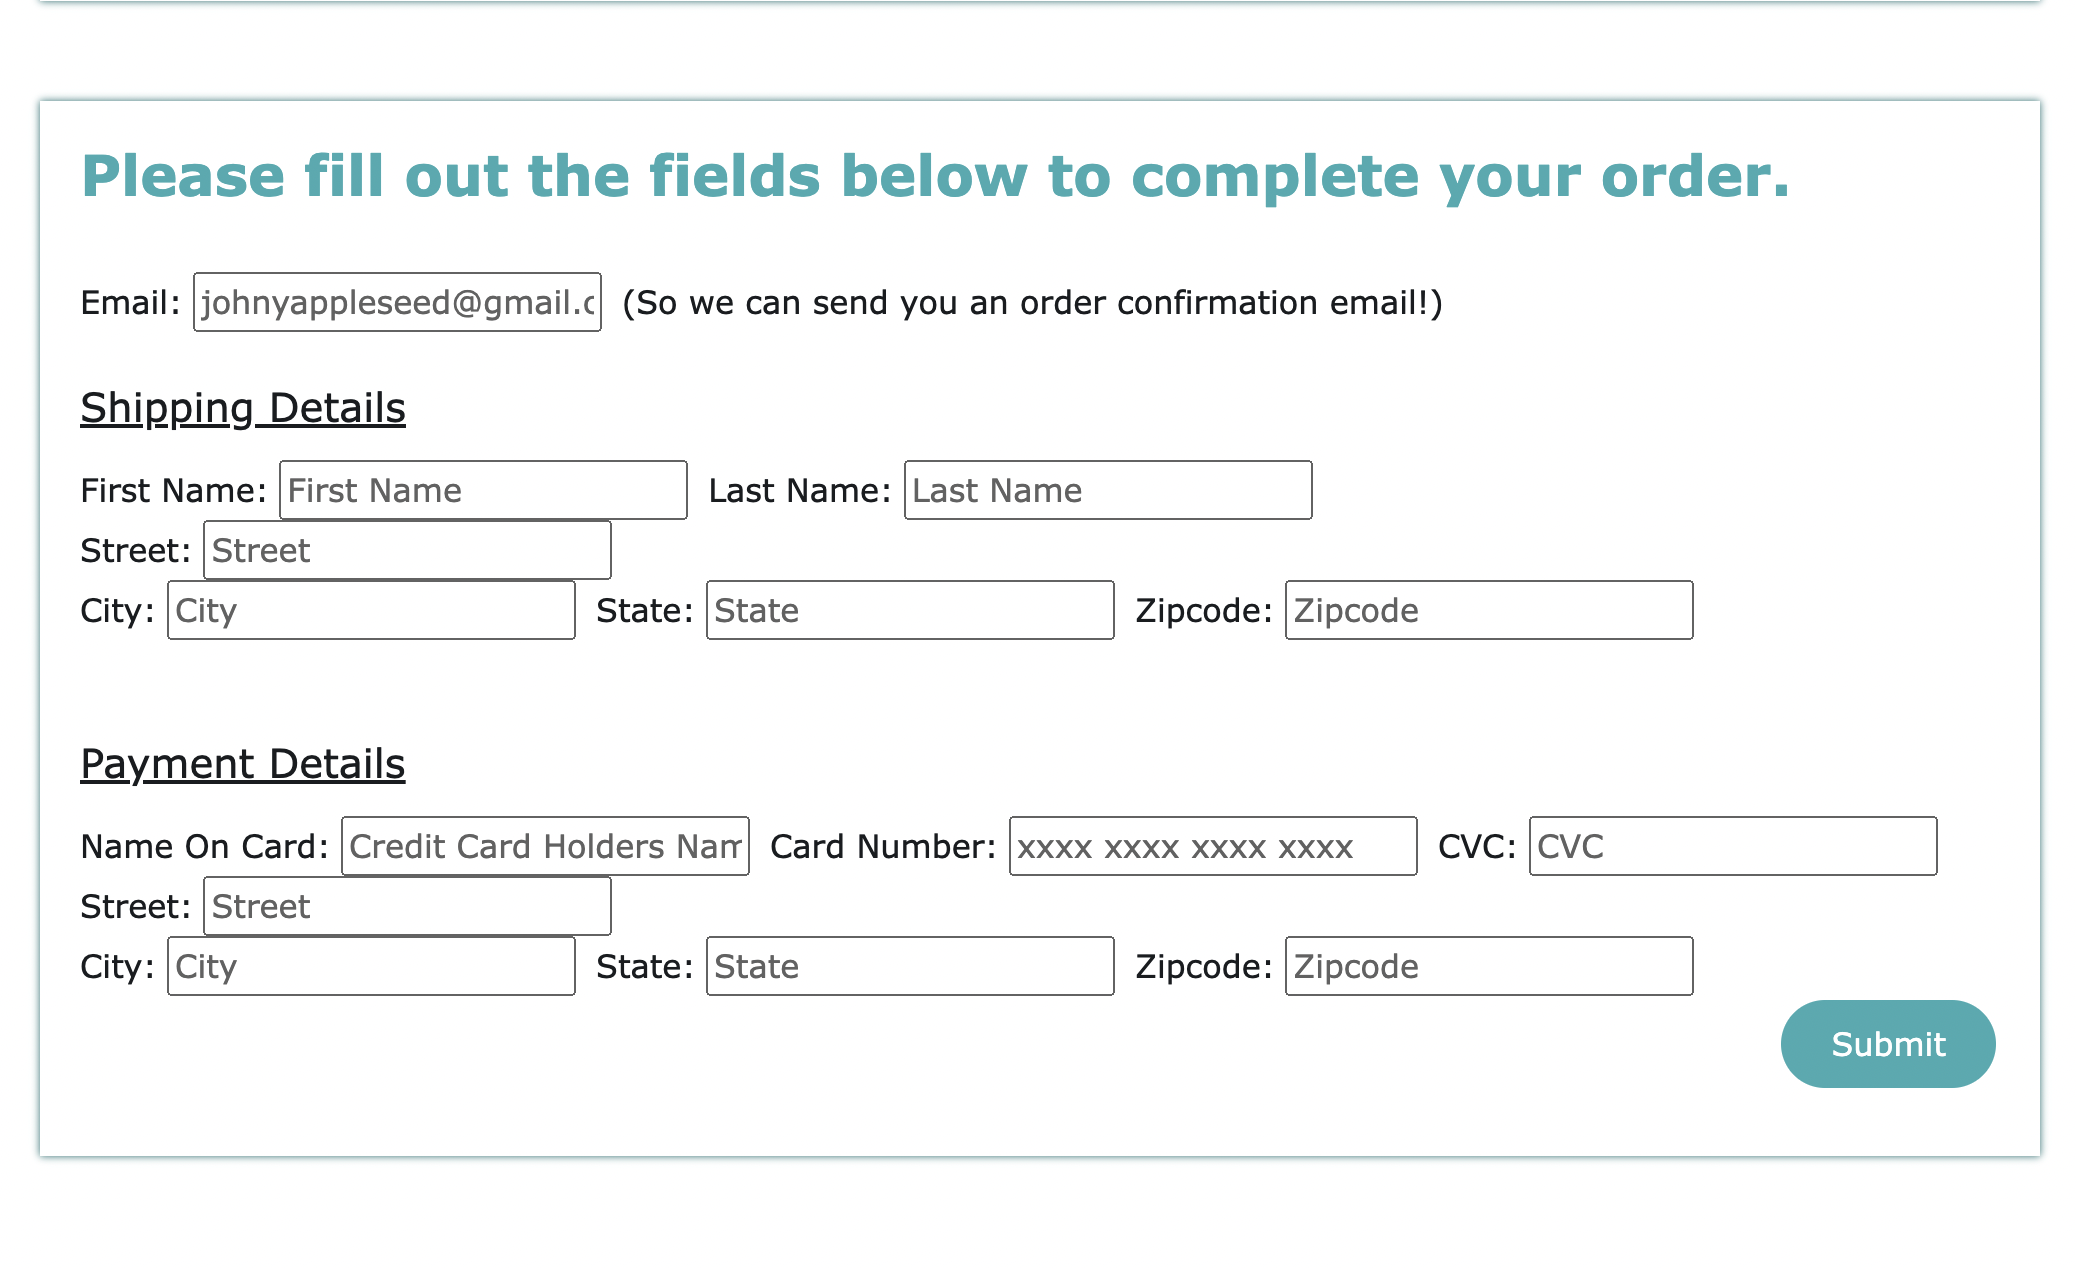 Please fill out the fields below to complete your order.
Email: johnyappleseed@gmail.c (So we can send you an order confirmation email!)
Shipping Details
First Name: First Name Last Name: Last Name
Street: Street
City: City State: State Zipcode: Zipcode
Payment Details
Name On Card: Credit Card Holders Nam Card Number: xxxx xxxx xxxx xxxx CVC: CVC
Street: Street
City: City State: State Zipcode: Zipcode
Submit